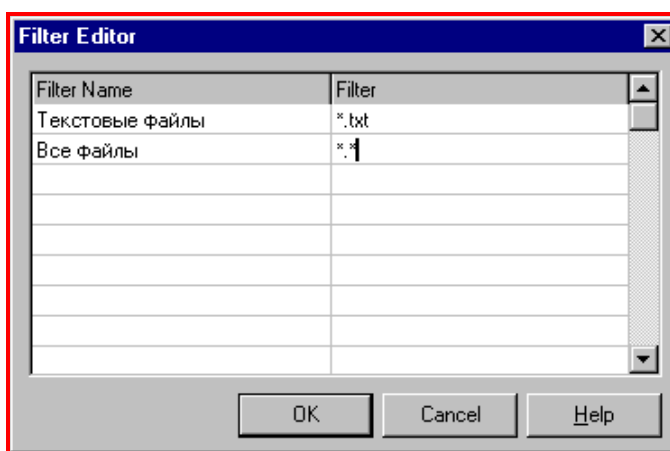 Filter Editor
Filter Name Filter
Текстовые файлы *.txt
Все файлы *.*
OK Cancel Help